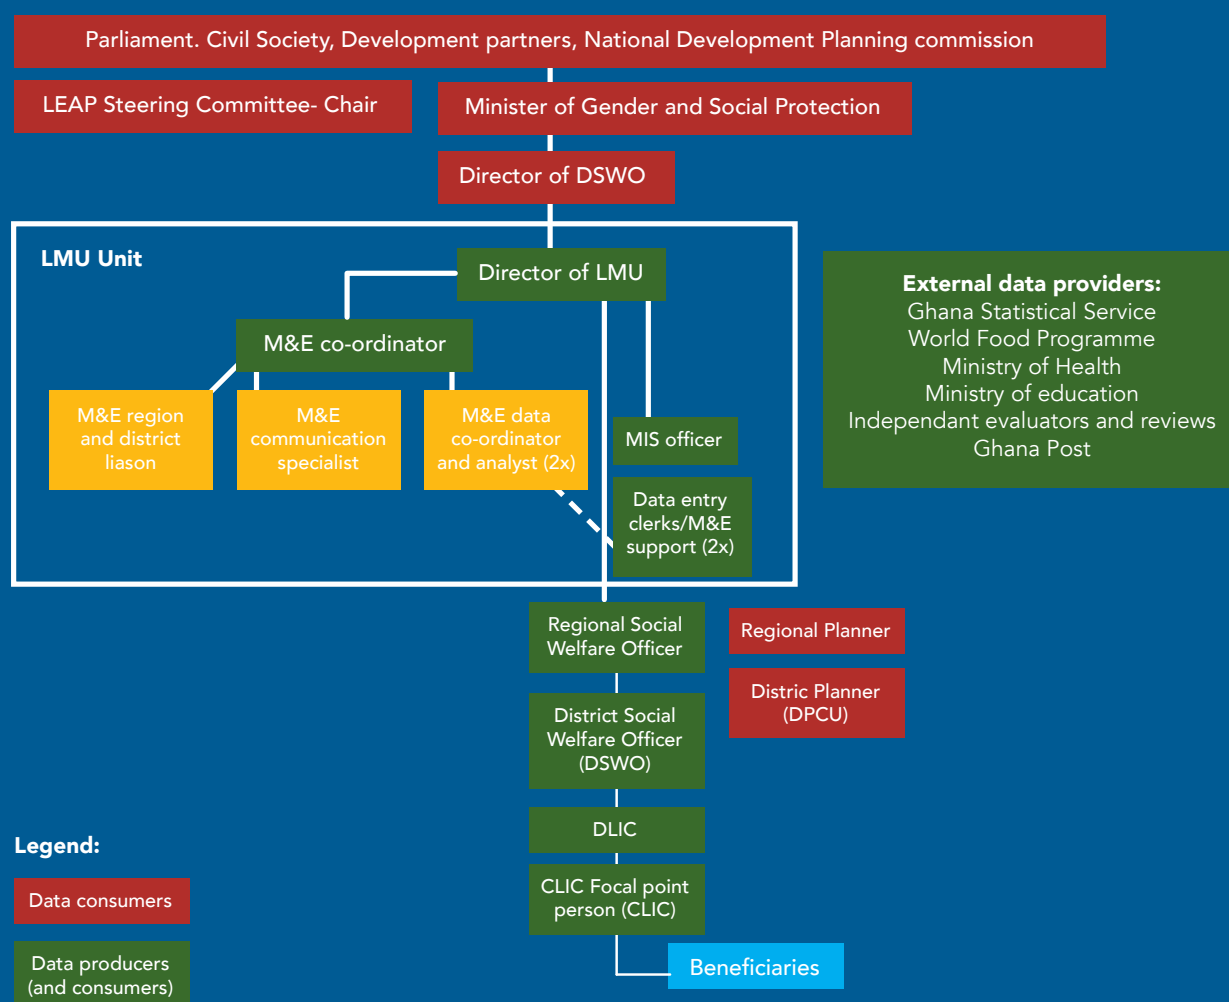 Parliament. Civil Society, Development partners, National Development Planning commission
LEAP Steering Committee- Chair
Minister of Gender and Social Protection
Director of DSWO
LMU Unit
Director of LMU
M&E co-ordinator
M&E region
and district
liason
M&E
communication
specialist
M&E data
co-ordinator
and analyst (2x)
MIS officer
Data entry
clerks/M&E
support (2x)
External data providers:
Ghana Statistical Service
World Food Programme
Ministry of Health
Ministry of education
Independant evaluators and reviews
Ghana Post
Regional Social
Welfare Officer
Regional Planner
District Social
Welfare Officer
(DSWO)
Distric Planner
(DPCU)
DLIC
CLIC Focal point
person (CLIC)
Beneficiaries
Legend:
Data consumers
Data producers
(and consumers)